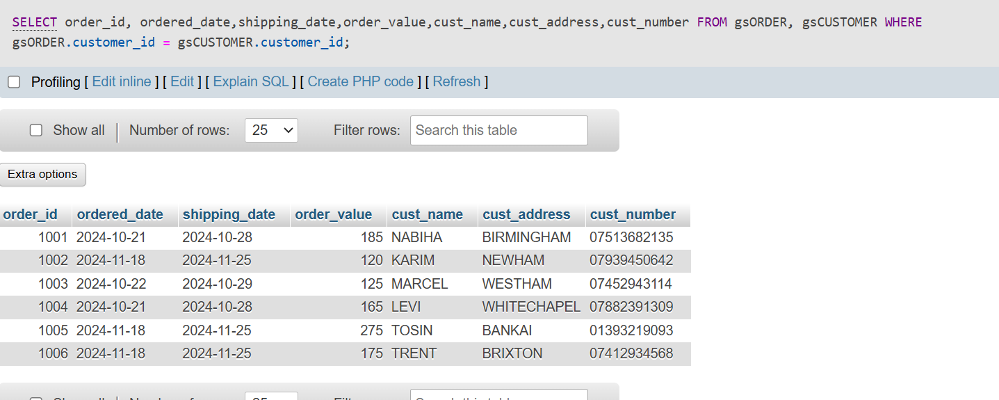 SELECT order_id, ordered_date,shipping_date,order_value,cust_name,cust_address,cust_number FROM gsORDER, gsCUSTOMER WHERE
gsORDER.customer_id = gsCUSTOMER.customer_id;
Profiling [ Edit inline ] [ Edit ] [ Explain SQL ] [ Create PHP code ] [ Refresh ]
Show all Number of rows: 25 Filter rows: Search this table
Extra options
order_id ordered_date shipping_date order_value cust_name cust_address cust_number
1001 2024-10-21 2024-10-28 185 NABIHA BIRMINGHAM 07513682135
1002 2024-11-18 2024-11-25 120 KARIM NEWHAM 07939450642
1003 2024-10-22 2024-10-29 125 MARCEL WESTHAM 07452943114
1004 2024-10-21 2024-10-28 165 LEVI WHITECHAPEL 07882391309
1005 2024-11-18 2024-11-25 275 TOSIN BANKAI 01393219093
1006 2024-11-18 2024-11-25 175 TRENT BRIXTON 07412934568